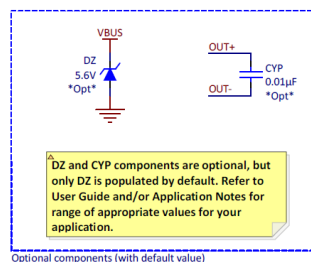 VBUS
DZ
5.6V
*Opt*
OUT+
CYP
0.01µF
*Opt*
OUT-
DZ and CYP components are optional, but
only DZ is populated by default. Refer to
User Guide and/or Application Notes for
range of appropriate values for your
application.
Optional components (with default value)